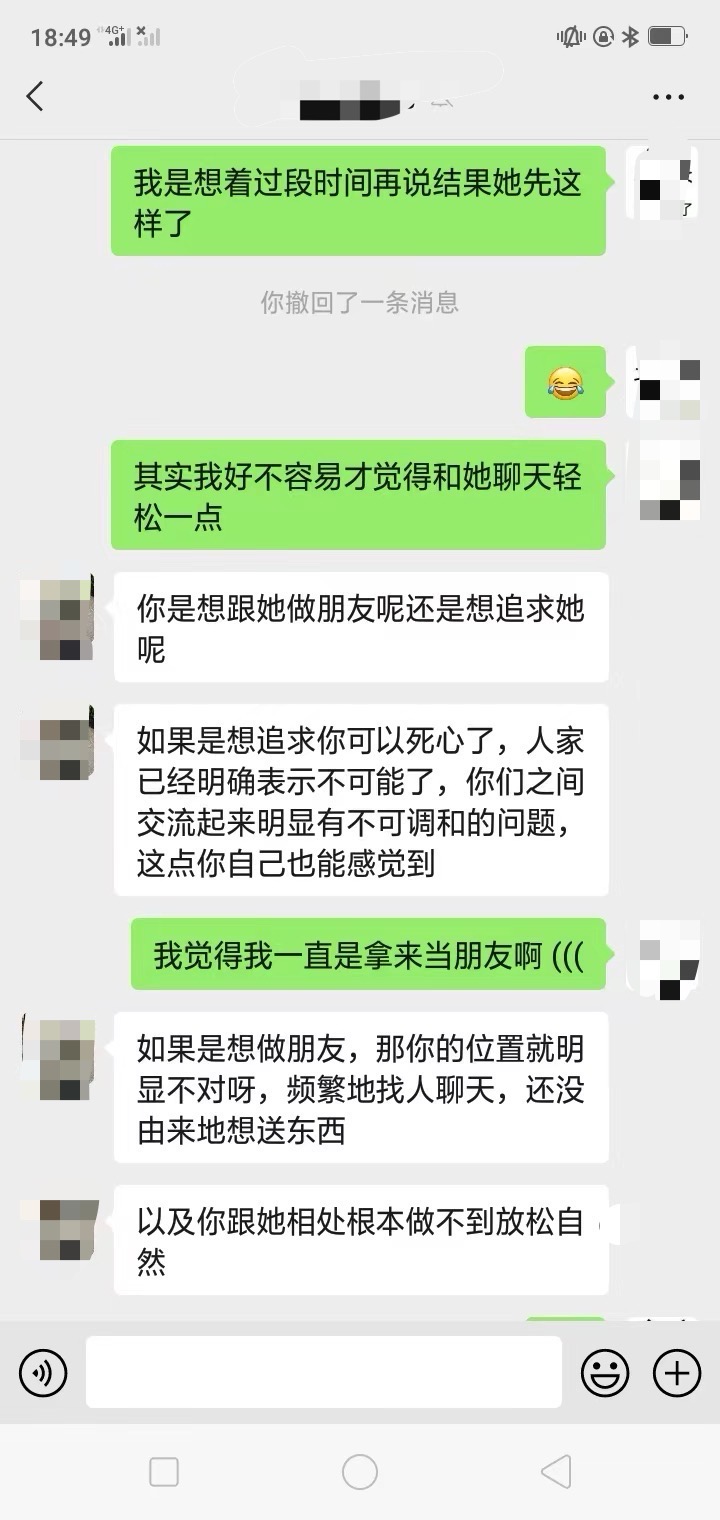 18:49
4G+
我是想着过段时间再说结果她先这
样了
你撤回了一条消息
😂
其实我好不容易才觉得和她聊天轻
松一点
你是想跟她做朋友呢还是想追求她
呢
如果是想追求你可以死心了，人家
已经明确表示不可能了，你们之间
交流起来明显有不可调和的问题，
这点你自己也能感觉到
我觉得我一直是拿来当朋友啊 (((
如果是想做朋友，那你的位置就明
显不对呀，频繁地找人聊天，还没
由来地想送东西
以及你跟她相处根本做不到放松自
然